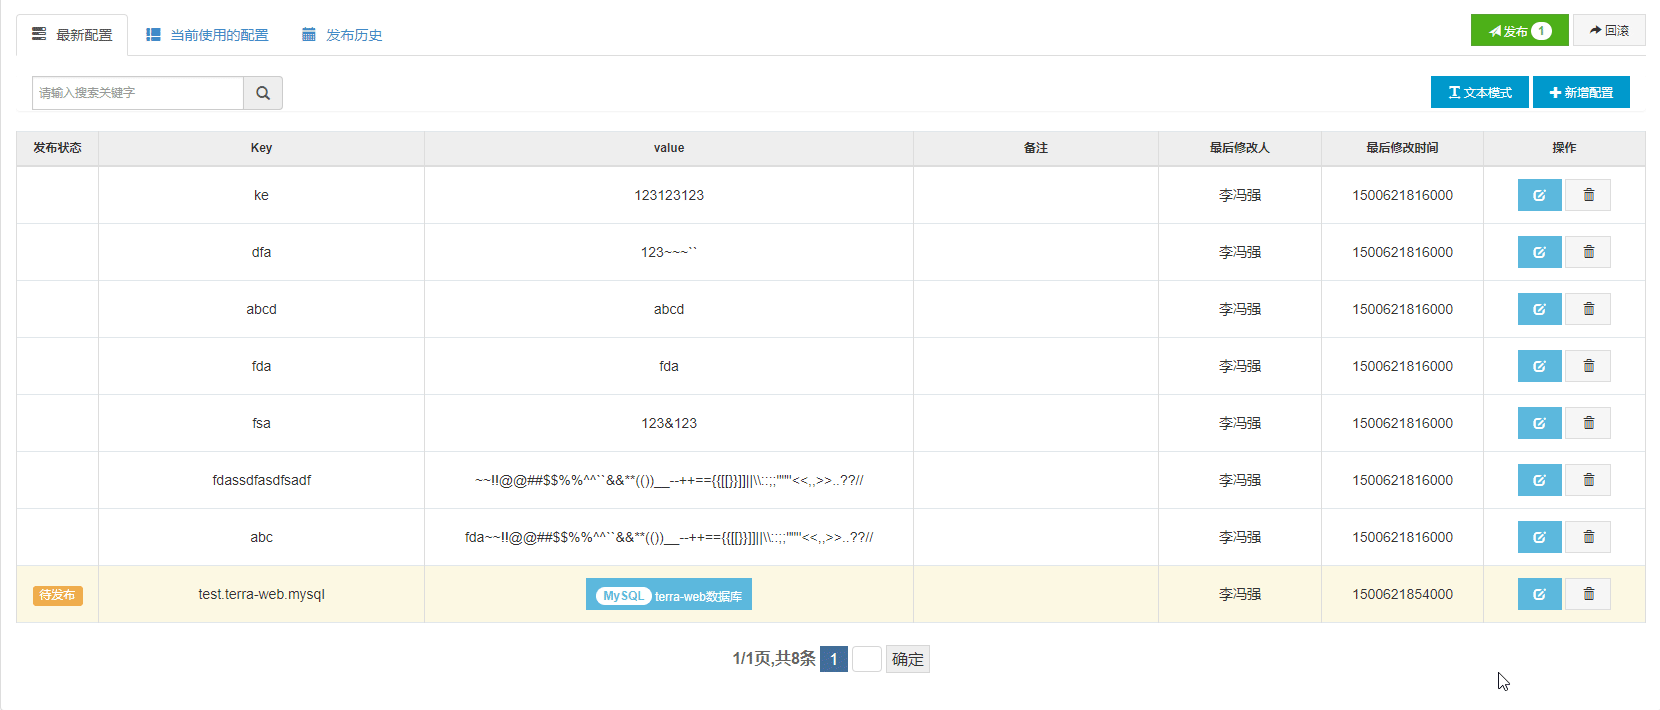 最新配置 当前使用的配置 发布历史 发布 1 回滚
请输入搜索关键字 文本模式 新增配置
发布状态 Key value 备注 最后修改人 最后修改时间 操作
ke 123123123 李冯强 1500621816000
dfa 123~~~`` 李冯强 1500621816000
abcd abcd 李冯强 1500621816000
fda fda 李冯强 1500621816000
fsa 123&123 李冯强 1500621816000
fdassdfasdfsadf ~~!!@@##$$%%^^``&&**(())__--++=={{[[}}]]||\\::;;"""'<<,,>>..??// 李冯强 1500621816000
abc fda~~!!@@##$$%%^^``&&**(())__--++=={{[[}}]]||\\::;;"""'<<,,>>..??// 李冯强 1500621816000
待发布 test.terra-web.mysql MySQL terra-web数据库 李冯强 1500621854000
1/1页,共8条 1 确定